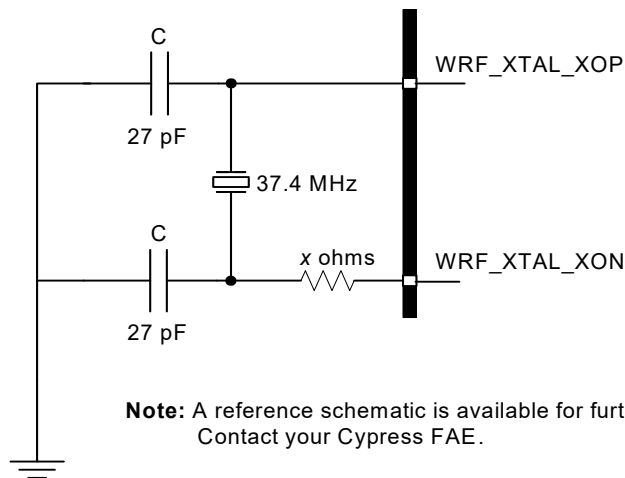 C
WRF_XTAL_XOP
27 pF
37.4 MHz
C
x ohms
WRF_XTAL_XON
27 pF
Note: A reference schematic is available for furt
Contact your Cypress FAE.